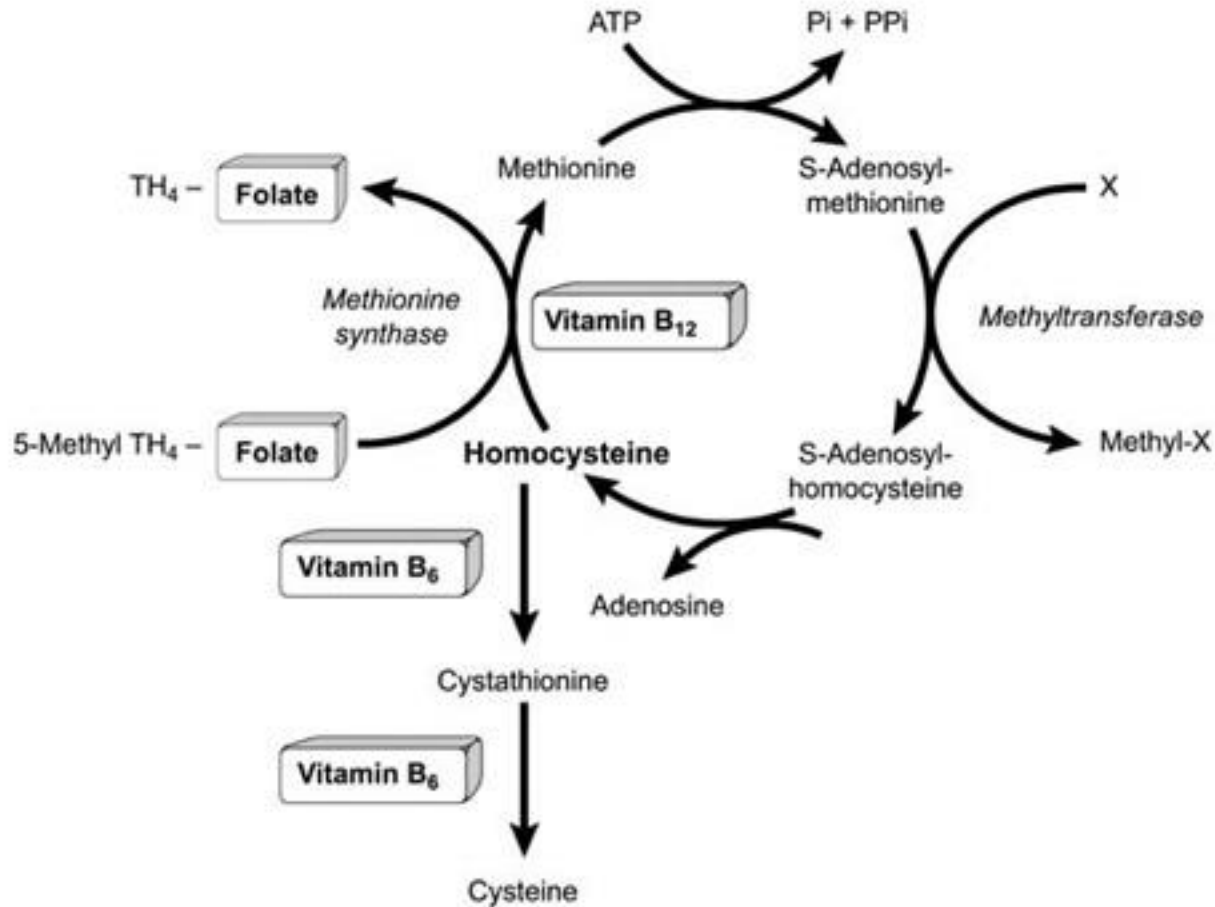 ATP
Pi + PPi
Methionine
S-Adenosyl-
methionine
TH₄ – Folate
X
Methionine
synthase
Vitamin B₁₂
Methyltransferase
5-Methyl TH₄ – Folate
Homocysteine
S-Adenosyl-
homocysteine
Methyl-X
Vitamin B₆
Adenosine
Cystathionine
Vitamin B₆
Cysteine